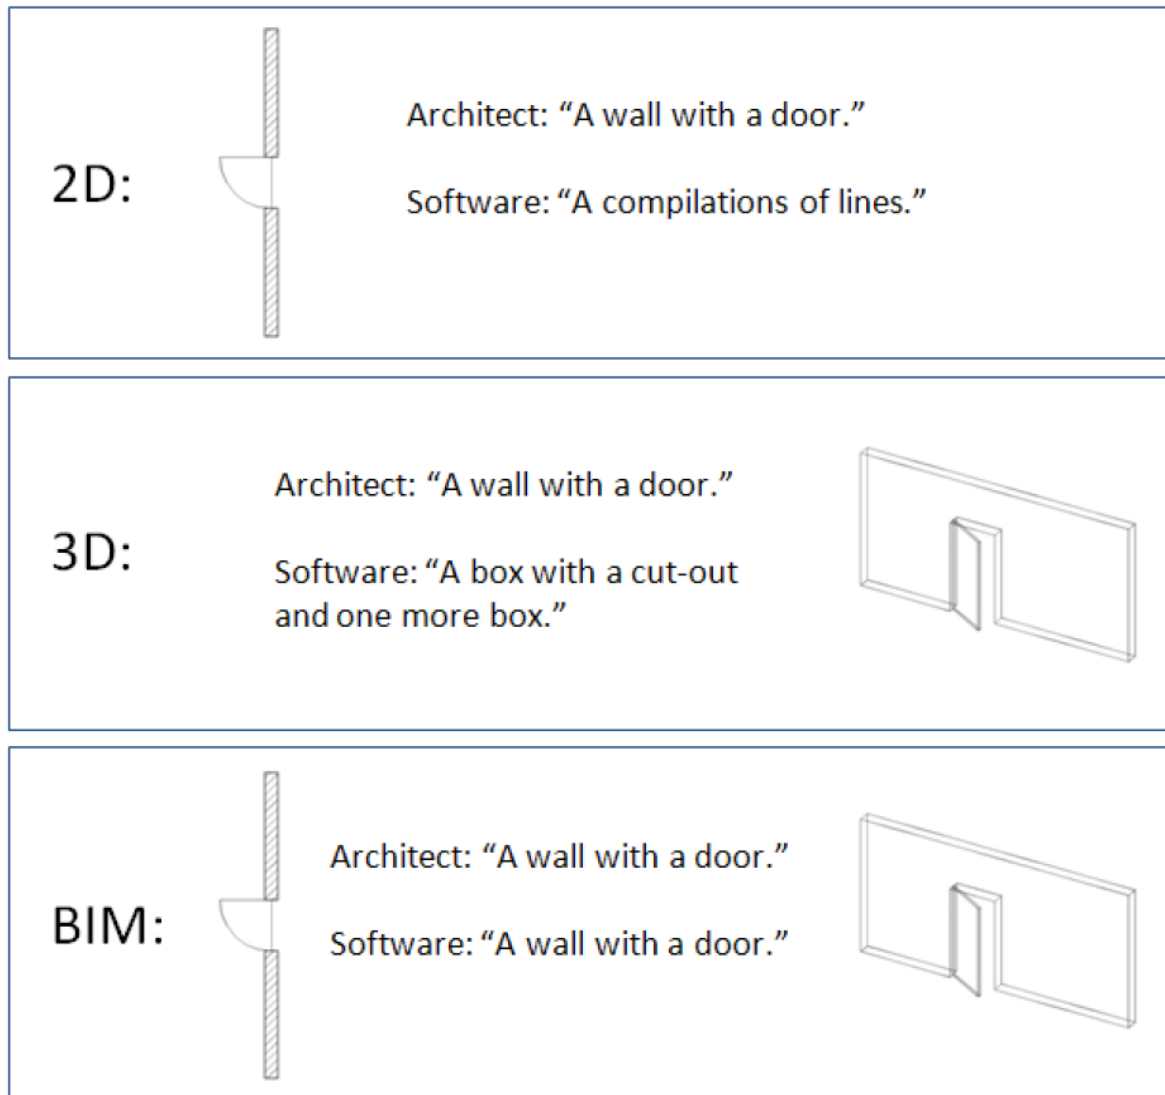 2D:
Architect: “A wall with a door.”
Software: “A compilations of lines.”
3D:
Architect: “A wall with a door.”
Software: “A box with a cut-out
and one more box.”
BIM:
Architect: “A wall with a door.”
Software: “A wall with a door.”